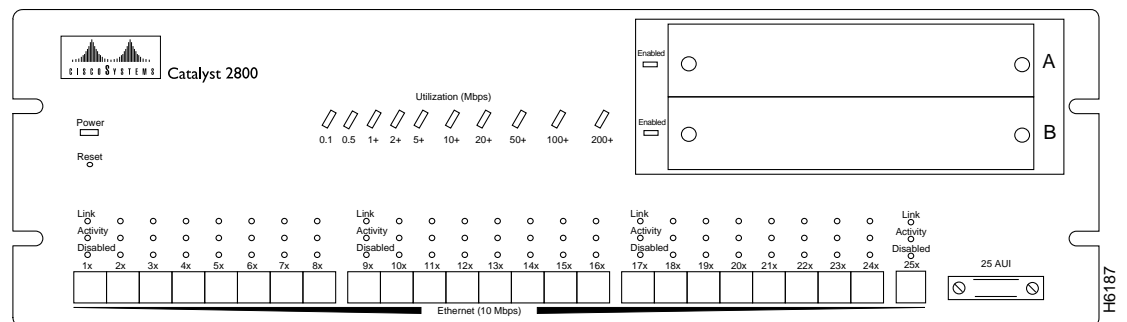 CISCOSYSTEMS
Catalyst 2800
Enabled
A
Utilization (Mbps)
Power
0.1 0.5 1+ 2+ 5+ 10+ 20+ 50+ 100+ 200+
Enabled
B
Reset
Link Link Link Link
Activity Activity Activity Activity
Disabled Disabled Disabled Disabled
1x 2x 3x 4x 5x 6x 7x 8x 9x 10x 11x 12x 13x 14x 15x 16x 17x 18x 19x 20x 21x 22x 23x 24x 25x
25 AUI
Ethernet (10 Mbps)
H6187